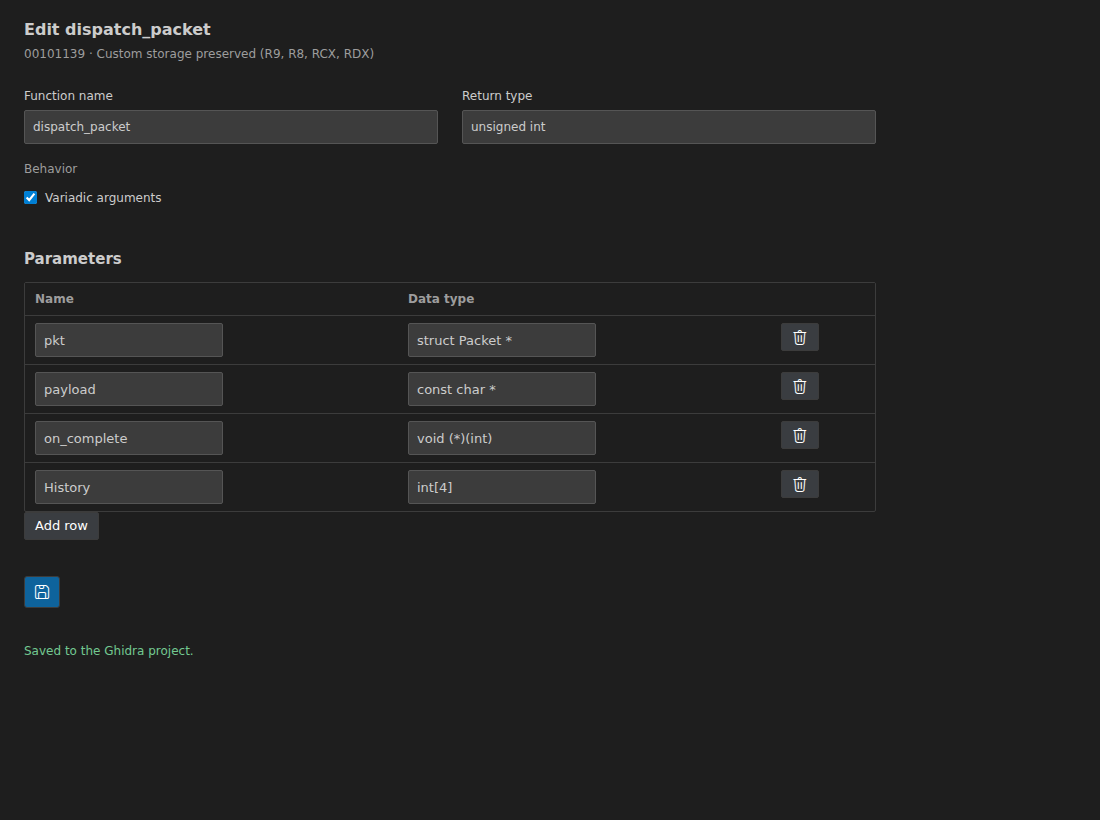 Edit dispatch_packet
00101139 · Custom storage preserved (R9, R8, RCX, RDX)
Function name
Return type
dispatch_packet
unsigned int
Behavior
Variadic arguments
Parameters
Name
Data type
pkt
struct Packet *
payload
const char *
on_complete
void (*)(int)
History
int[4]
Add row
Saved to the Ghidra project.